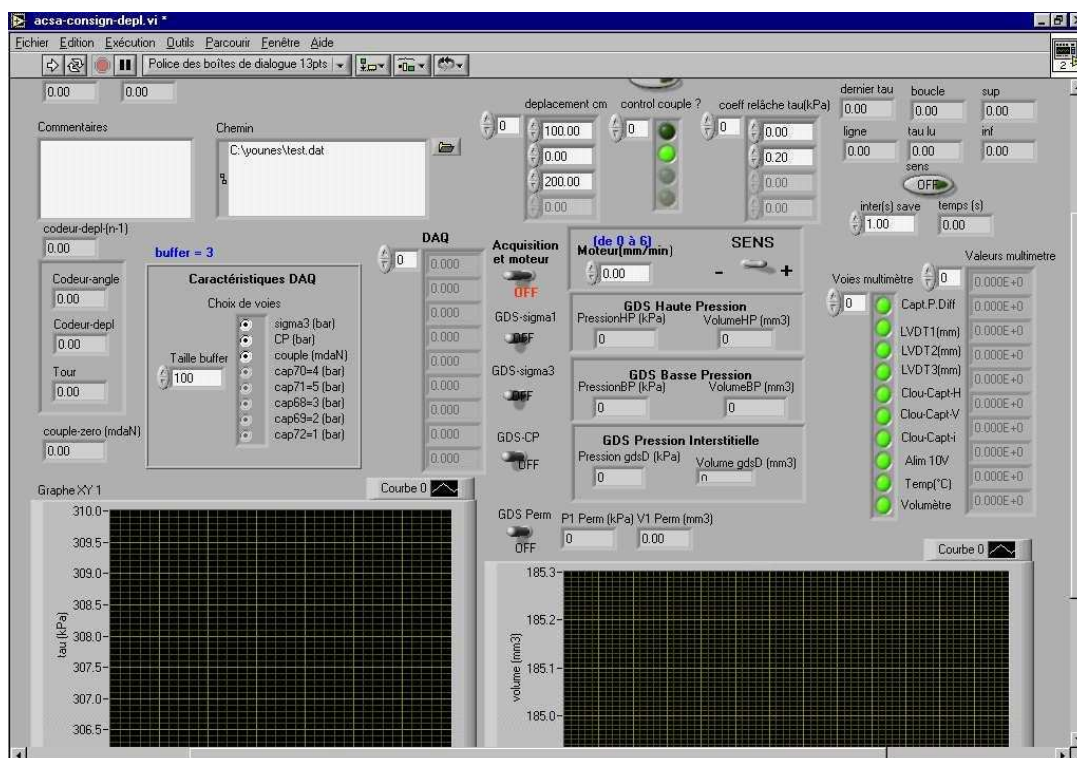 acsa-consign-depl.vi *
Fichier Edition Exécution Outils Parcourir Fenêtre Aide
Police des boîtes de dialogue 13pts
2
0.00 0.00
Commentaires
Chemin
C:\younes\test.dat
deplacement cm
0
100.00
0.00
200.00
0.00
control couple ?
0
coeff relâche tau(kPa)
0
0.00
0.20
0.00
0.00
dernier tau boucle sup
0.00 0.00 0.00
ligne tau lu inf
0.00 0.00 0.00
sens
OFF
inter(s) save temps (s)
1.00 0.00
codeur-depl-(n-1)
0.00
Codeur-angle
0.00
Codeur-depl
0.00
Tour
0.00
couple-zero (mdaN)
0.00
buffer = 3
Caractéristiques DAQ
Choix de voies
Taille buffer
100
sigma3 (bar)
CP (bar)
couple (mdaN)
cap70=4 (bar)
cap71=5 (bar)
cap68=3 (bar)
cap69=2 (bar)
cap72=1 (bar)
DAQ
0
0.000
0.000
0.000
0.000
0.000
0.000
0.000
0.000
0.000
Acquisition
et moteur
OFF
GDS-sigma1
OFF
GDS-sigma3
OFF
GDS-CP
OFF
GDS Perm
OFF
(de 0 à 6)
Moteur(mm/min)
0.00
SENS
- +
GDS Haute Pression
PressionHP (kPa) VolumeHP (mm3)
0 0
GDS Basse Pression
PressionBP (kPa) VolumeBP (mm3)
0 0
GDS Pression Interstitielle
Pression gdsD (kPa) Volume gdsD (mm3)
0
P1 Perm (kPa) V1 Perm (mm3)
0 0.00
Voies multimètre
0
Capt.P.Diff
LVDT1(mm)
LVDT2(mm)
LVDT3(mm)
Clou-Capt-H
Clou-Capt-V
Clou-Capt-i
Alim 10V
Temp(°C)
Volumètre
Valeurs multimetre
0
0.000E+0
0.000E+0
0.000E+0
0.000E+0
0.000E+0
0.000E+0
0.000E+0
0.000E+0
0.000E+0
0.000E+0
Graphe XY 1
Courbe 0
tau (kPa)
310.0
309.5
309.0
308.5
308.0
307.5
307.0
306.5
Courbe 0
volume (mm3)
185.3
185.2
185.1
185.0